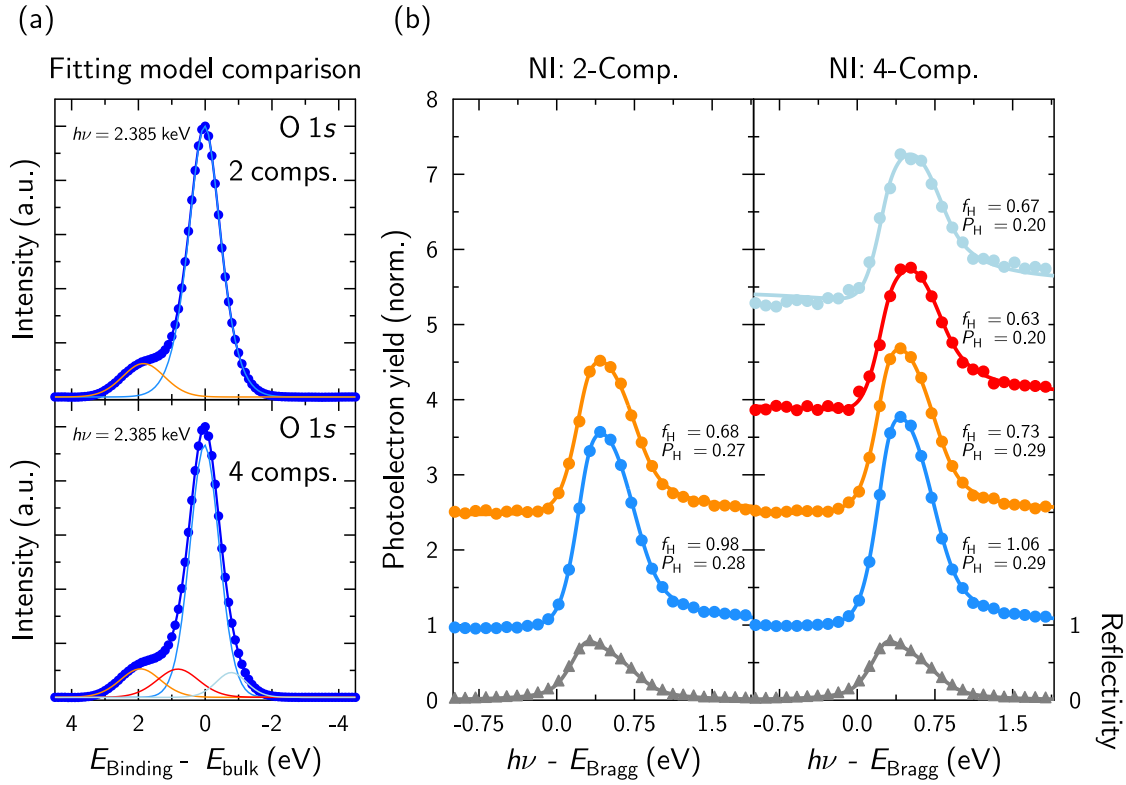 (a)
Fitting model comparison
Intensity (a.u.)
hν = 2.385 keV
O 1s
2 comps.
Intensity (a.u.)
hν = 2.385 keV
O 1s
4 comps.
4 2 0 -2 -4
E_Binding - E_bulk (eV)
(b)
NI: 2-Comp.
NI: 4-Comp.
Photoelectron yield (norm.)
8
7
6
5
4
3
2
1
0
f_H = 0.68
P_H = 0.27
f_H = 0.98
P_H = 0.28
f_H = 0.67
P_H = 0.20
f_H = 0.63
P_H = 0.20
f_H = 0.73
P_H = 0.29
f_H = 1.06
P_H = 0.29
1
0
Reflectivity
-0.75 0.0 0.75 1.5
-0.75 0.0 0.75 1.5
hν - E_Bragg (eV)
hν - E_Bragg (eV)